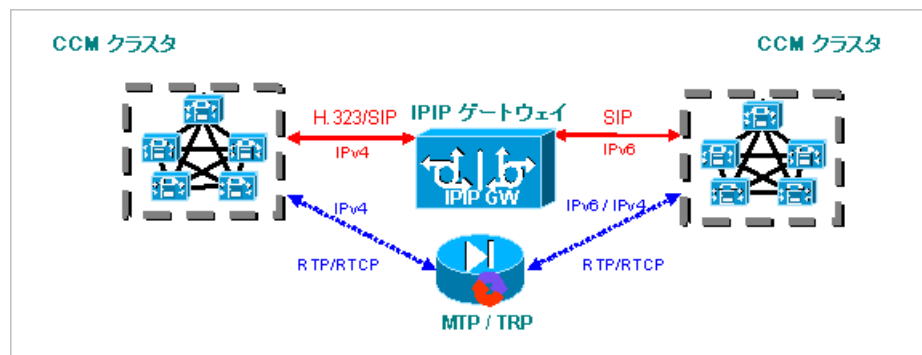 CCM クラスタ
CCM クラスタ
H.323/SIP
IPIP ゲートウェイ
SIP
IPv4
IPv6
IPIP GW
IPv4
IPv6 / IPv4
RTP/RTCP
RTP/RTCP
MTP / TRP